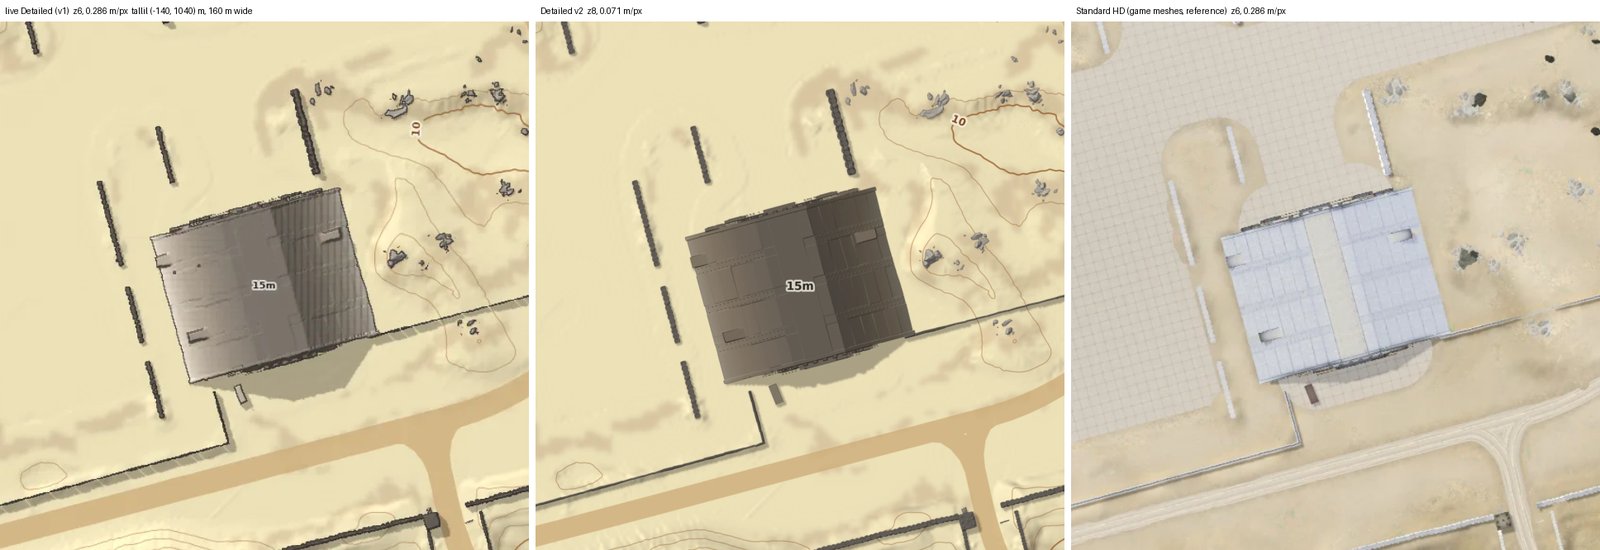 live Detailed (v1) z6, 0.286 m/px tallil (-140, 1040) m, 160 m wide
Detailed v2 z8, 0.071 m/px
Standard HD (game meshes, reference) z6, 0.286 m/px
10
10
15m
15m